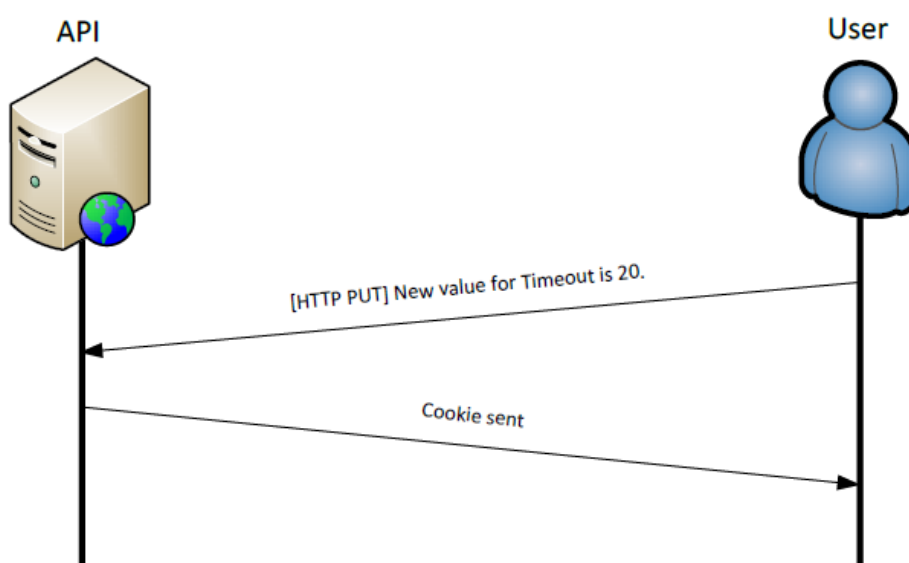 API
User
[HTTP PUT] New value for Timeout is 20.
Cookie sent